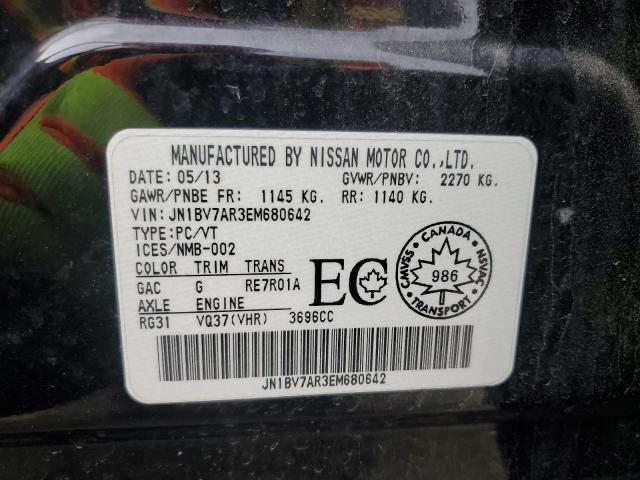 MANUFACTURED BY NISSAN MOTOR CO.,LTD.
DATE: 05/13 GVWR/PNBV: 2270 KG.
GAWR/PNBE FR: 1145 KG. RR: 1140 KG.
VIN: JN1BV7AR3EM680642
TYPE: PC/VT
ICES/NMB-002
COLOR TRIM TRANS
GAC G RE7R01A
AXLE ENGINE
RG31 VQ37(VHR) 3696CC
EC
CANADA
CMVSS 986 NSVAC
TRANSPORT
JN1BV7AR3EM680642